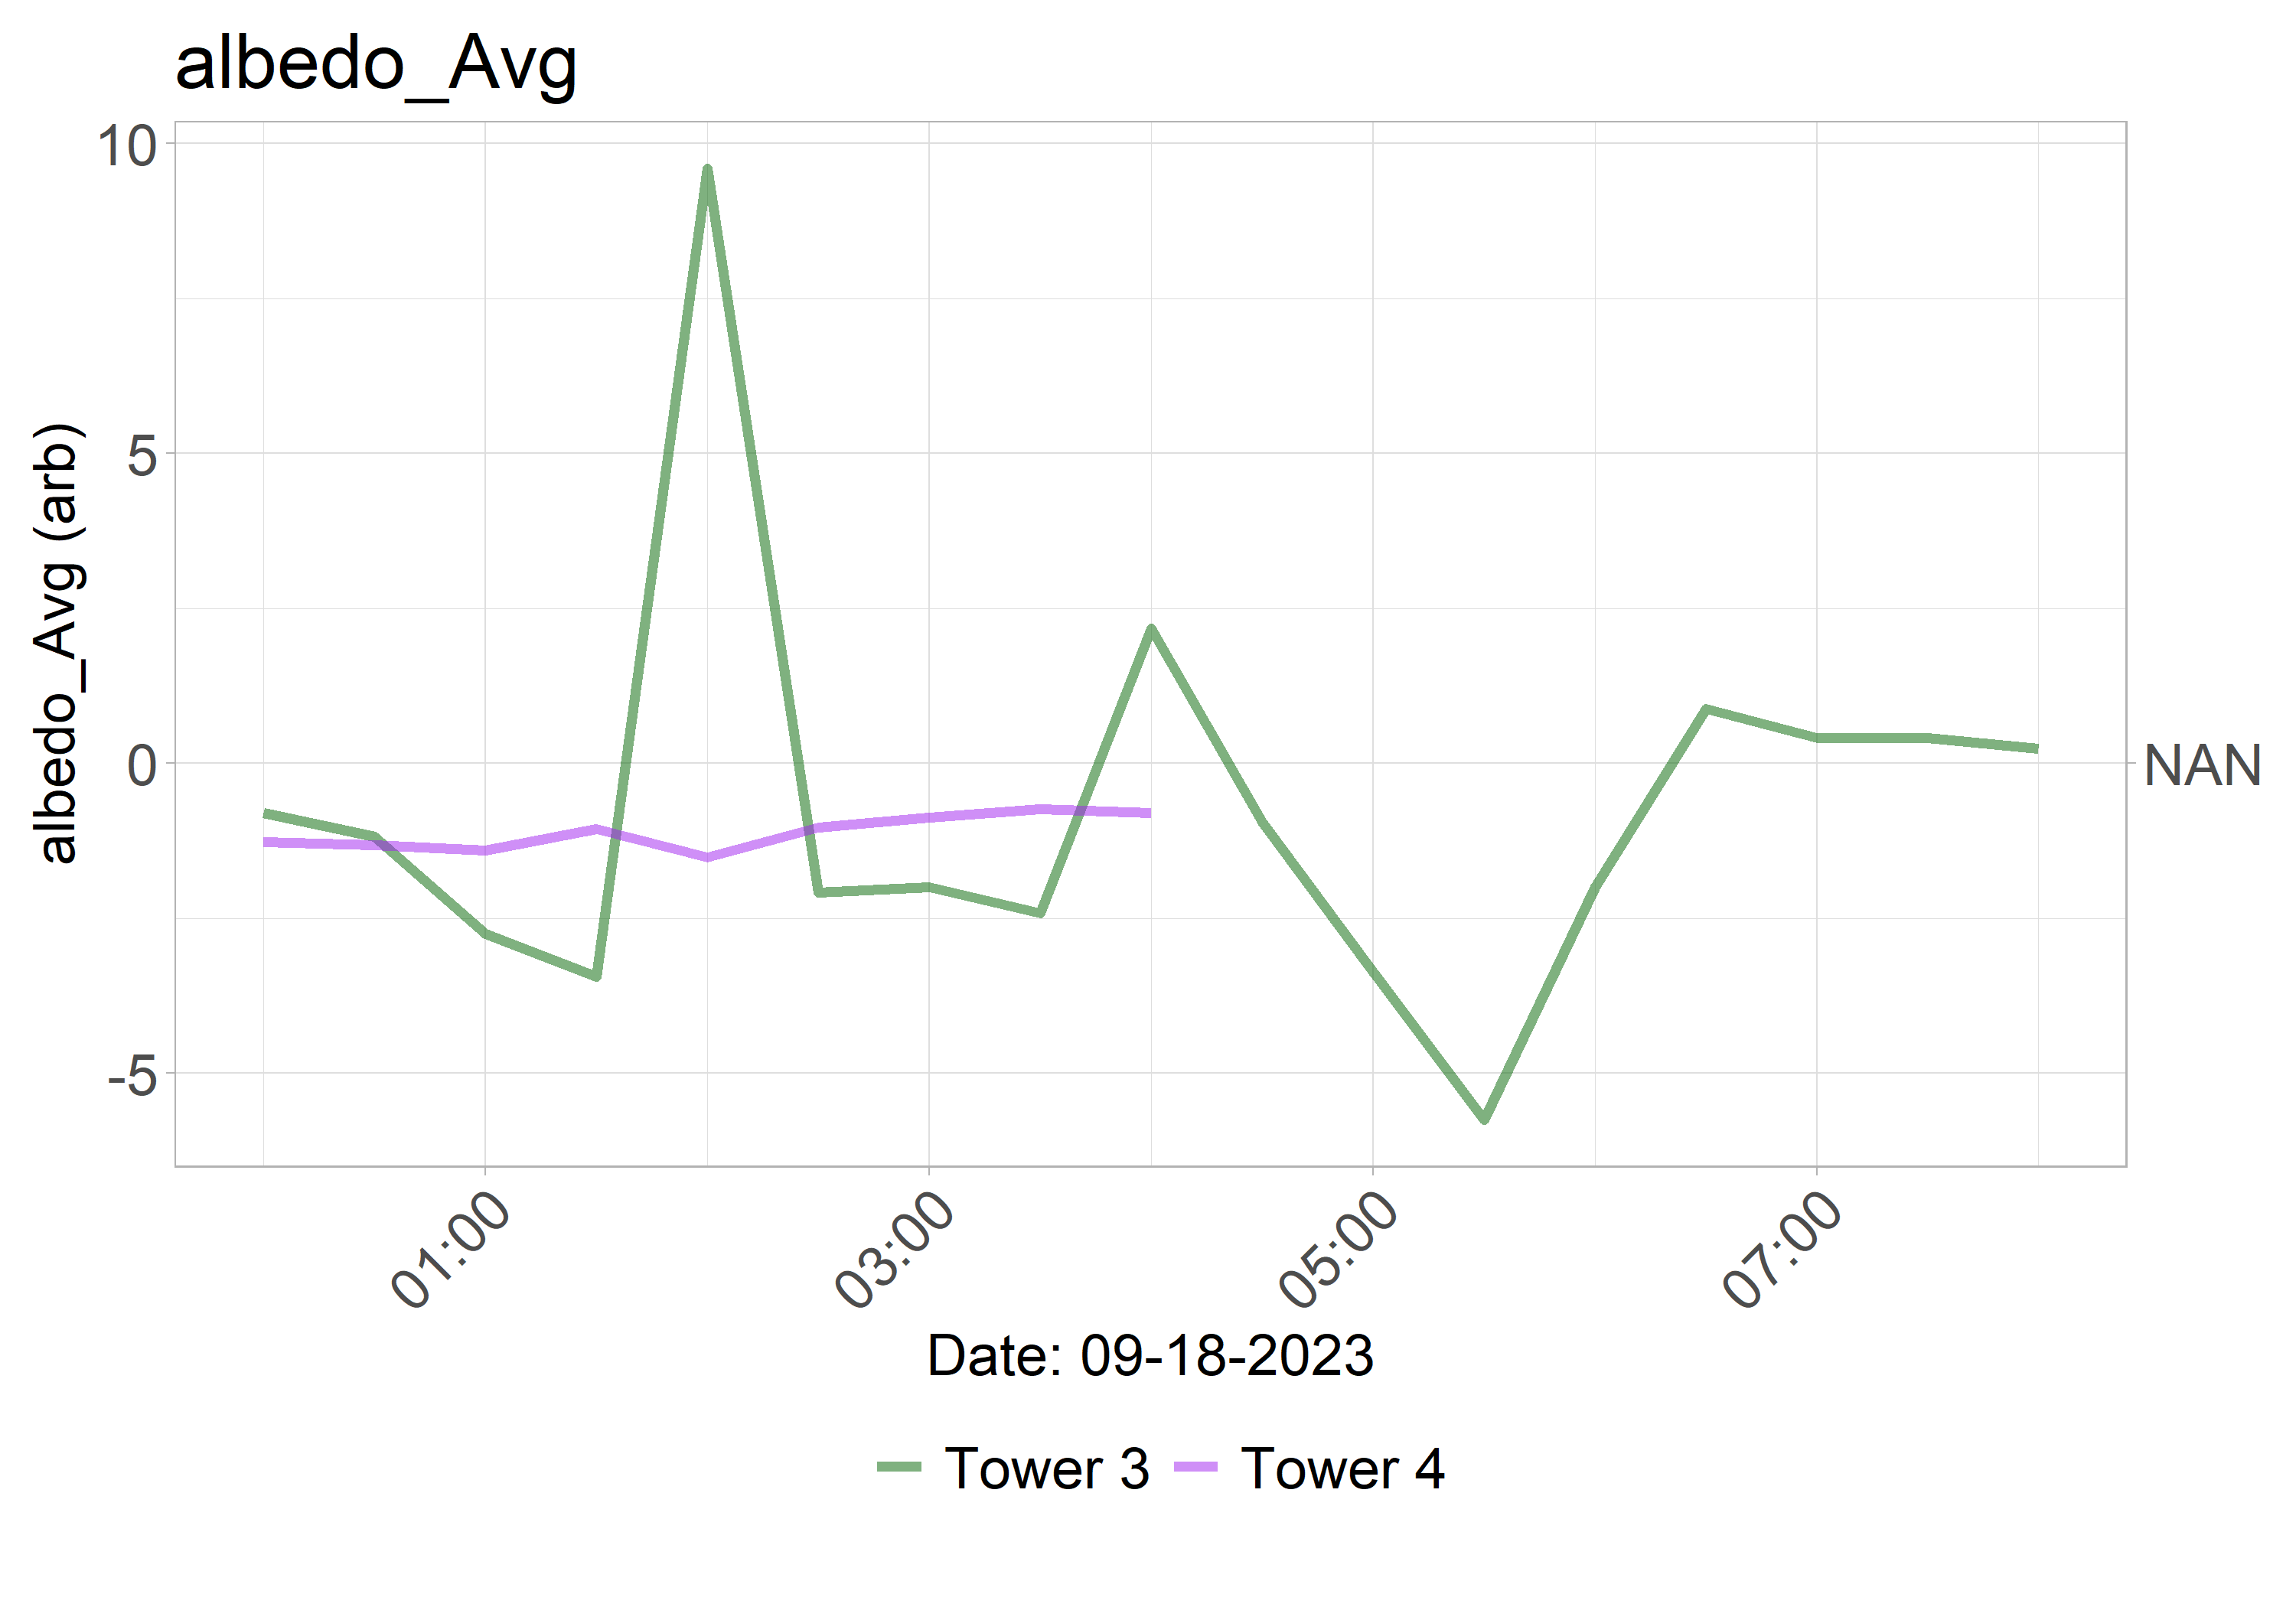 albedo_Avg
albedo_Avg (arb)
10
5
0
-5
NAN
01:00
03:00
05:00
07:00
Date: 09-18-2023
Tower 3
Tower 4